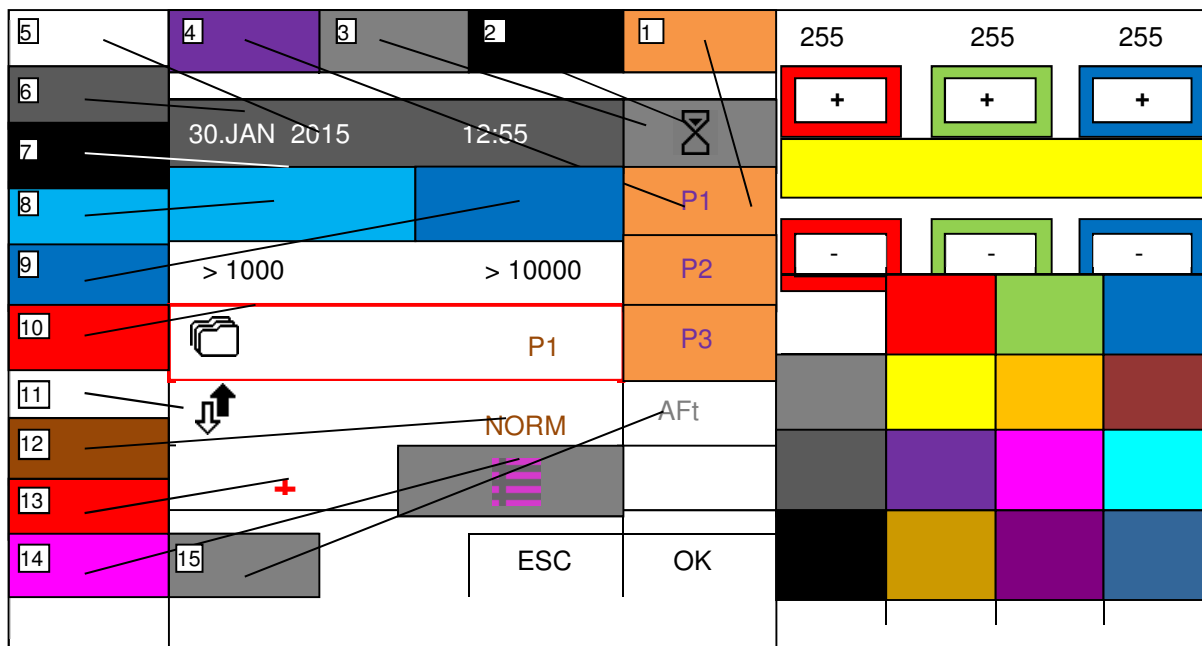 5 4 3 2 1 255 255 255
6 + + +
30.JAN 2015 12:55
7
8 P1
9 > 1000 > 10000 P2 - - -
10 P1 P3
11 AFt
12 NORM
13 +
14 15 ESC OK